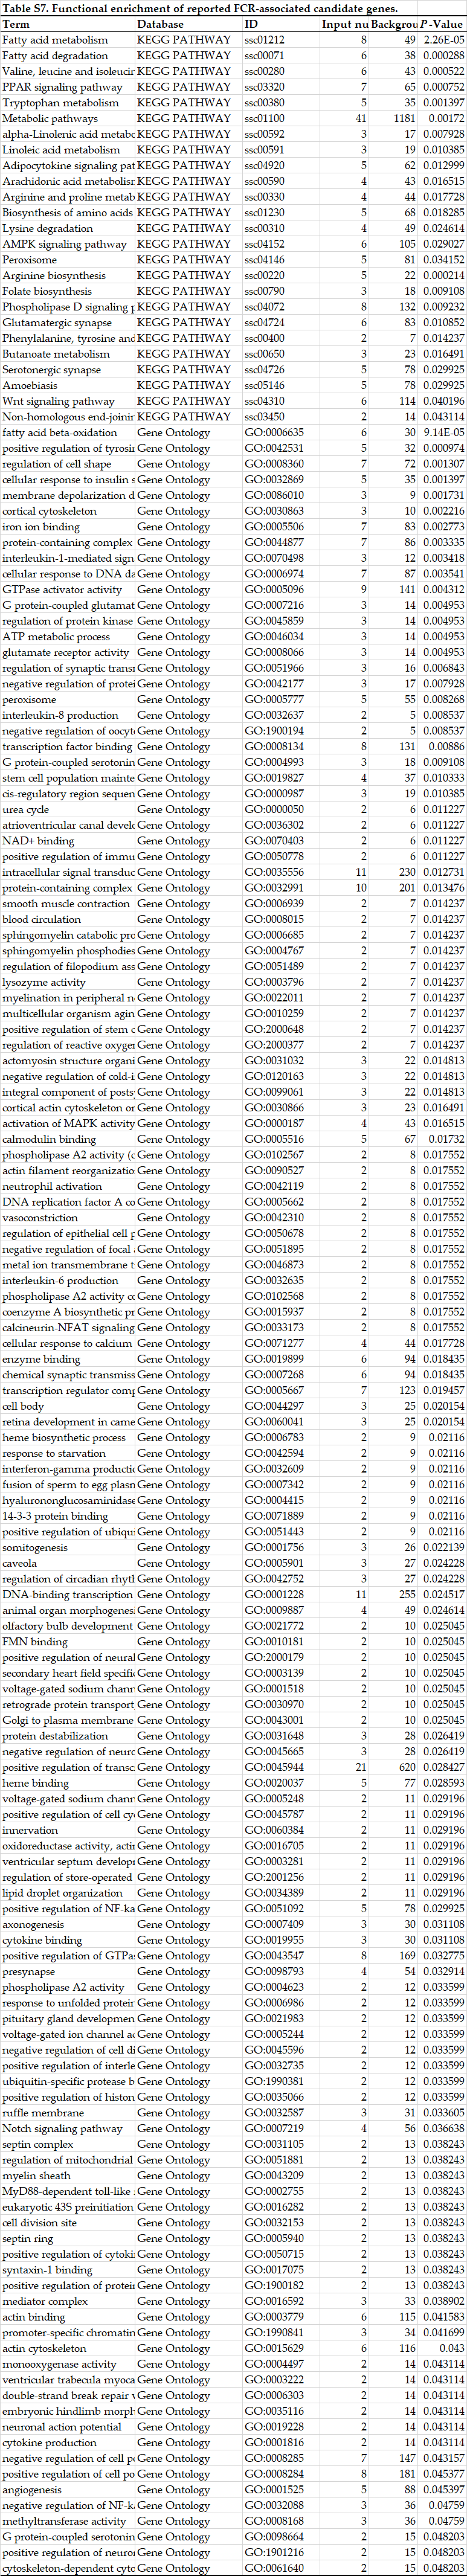 Table S7. Functional enrichment of reported FCR-associated candidate genes.
Term Database ID Input nu Backgrou P-Value
Fatty acid metabolism KEGG PATHWAY ssc01212 8 49 2.26E-05
Fatty acid degradation KEGG PATHWAY ssc00071 6 38 0.000288
Valine, leucine and isoleucin KEGG PATHWAY ssc00280 6 43 0.000522
PPAR signaling pathway KEGG PATHWAY ssc03320 7 65 0.000752
Tryptophan metabolism KEGG PATHWAY ssc00380 5 35 0.001397
Metabolic pathways KEGG PATHWAY ssc01100 41 1181 0.00172
alpha-Linolenic acid metabo KEGG PATHWAY ssc00592 3 17 0.007928
Linoleic acid metabolism KEGG PATHWAY ssc00591 3 19 0.010385
Adipocytokine signaling pat KEGG PATHWAY ssc04920 5 62 0.012999
Arachidonic acid metabolisr KEGG PATHWAY ssc00590 4 43 0.016515
Arginine and proline metab KEGG PATHWAY ssc00330 4 44 0.017728
Biosynthesis of amino acids KEGG PATHWAY ssc01230 5 68 0.018285
Lysine degradation KEGG PATHWAY ssc00310 4 49 0.024614
AMPK signaling pathway KEGG PATHWAY ssc04152 6 105 0.029027
Peroxisome KEGG PATHWAY ssc04146 5 81 0.034152
Arginine biosynthesis KEGG PATHWAY ssc00220 5 22 0.000214
Folate biosynthesis KEGG PATHWAY ssc00790 3 18 0.009108
Phospholipase D signaling p KEGG PATHWAY ssc04072 8 132 0.009232
Glutamatergic synapse KEGG PATHWAY ssc04724 6 83 0.010852
Phenylalanine, tyrosine and KEGG PATHWAY ssc00400 2 7 0.014237
Butanoate metabolism KEGG PATHWAY ssc00650 3 23 0.016491
Serotonergic synapse KEGG PATHWAY ssc04726 5 78 0.029925
Amoebiasis KEGG PATHWAY ssc05146 5 78 0.029925
Wnt signaling pathway KEGG PATHWAY ssc04310 6 114 0.040196
Non-homologous end-joinir KEGG PATHWAY ssc03450 2 14 0.043114
fatty acid beta-oxidation Gene Ontology GO:0006635 6 30 9.14E-05
positive regulation of tyrosir Gene Ontology GO:0042531 5 32 0.000974
regulation of cell shape Gene Ontology GO:0008360 7 72 0.001307
cellular response to insulin s Gene Ontology GO:0032869 5 35 0.001397
membrane depolarization d Gene Ontology GO:0086010 3 9 0.001731
cortical cytoskeleton Gene Ontology GO:0030863 3 10 0.002216
iron ion binding Gene Ontology GO:0005506 7 83 0.002773
protein-containing complex Gene Ontology GO:0044877 7 86 0.003335
interleukin-1-mediated sign Gene Ontology GO:0070498 3 12 0.003418
cellular response to DNA da Gene Ontology GO:0006974 7 87 0.003541
GTPase activator activity Gene Ontology GO:0005096 9 141 0.004312
G protein-coupled glutamat Gene Ontology GO:0007216 3 14 0.004953
regulation of protein kinase Gene Ontology GO:0045859 3 14 0.004953
ATP metabolic process Gene Ontology GO:0046034 3 14 0.004953
glutamate receptor activity Gene Ontology GO:0008066 3 14 0.004953
regulation of synaptic transı Gene Ontology GO:0051966 3 16 0.006843
negative regulation of protei Gene Ontology GO:0042177 3 17 0.007928
peroxisome Gene Ontology GO:0005777 5 55 0.008268
interleukin-8 production Gene Ontology GO:0032637 2 5 0.008537
negative regulation of oocyt Gene Ontology GO:1900194 2 5 0.008537
transcription factor binding Gene Ontology GO:0008134 8 131 0.00886
G protein-coupled serotonin Gene Ontology GO:0004993 3 18 0.009108
stem cell population mainte Gene Ontology GO:0019827 4 37 0.010333
cis-regulatory region sequen Gene Ontology GO:0000987 3 19 0.010385
urea cycle Gene Ontology GO:0000050 2 6 0.011227
atrioventricular canal develc Gene Ontology GO:0036302 2 6 0.011227
NAD+ binding Gene Ontology GO:0070403 2 6 0.011227
positive regulation of immu Gene Ontology GO:0050778 2 6 0.011227
intracellular signal transduc Gene Ontology GO:0035556 11 230 0.012731
protein-containing complex Gene Ontology GO:0032991 10 201 0.013476
smooth muscle contraction Gene Ontology GO:0006939 2 7 0.014237
blood circulation Gene Ontology GO:0008015 2 7 0.014237
sphingomyelin catabolic prc Gene Ontology GO:0006685 2 7 0.014237
sphingomyelin phosphodies Gene Ontology GO:0004767 2 7 0.014237
regulation of filopodium ass Gene Ontology GO:0051489 2 7 0.014237
lysozyme activity Gene Ontology GO:0003796 2 7 0.014237
myelination in peripheral n Gene Ontology GO:0022011 2 7 0.014237
multicellular organism agin Gene Ontology GO:0010259 2 7 0.014237
positive regulation of stem c Gene Ontology GO:2000648 2 7 0.014237
regulation of reactive oxyger Gene Ontology GO:2000377 2 7 0.014237
actomyosin structure organi Gene Ontology GO:0031032 3 22 0.014813
negative regulation of cold-i Gene Ontology GO:0120163 3 22 0.014813
integral component of posts Gene Ontology GO:0099061 3 22 0.014813
cortical actin cytoskeleton or Gene Ontology GO:0030866 3 23 0.016491
activation of MAPK activity Gene Ontology GO:0000187 4 43 0.016515
calmodulin binding Gene Ontology GO:0005516 5 67 0.01732
phospholipase A2 activity (c Gene Ontology GO:0102567 2 8 0.017552
actin filament reorganizatio Gene Ontology GO:0090527 2 8 0.017552
neutrophil activation Gene Ontology GO:0042119 2 8 0.017552
DNA replication factor A co Gene Ontology GO:0005662 2 8 0.017552
vasoconstriction Gene Ontology GO:0042310 2 8 0.017552
regulation of epithelial cell p Gene Ontology GO:0050678 2 8 0.017552
negative regulation of focal Gene Ontology GO:0051895 2 8 0.017552
metal ion transmembrane t Gene Ontology GO:0046873 2 8 0.017552
interleukin-6 production Gene Ontology GO:0032635 2 8 0.017552
phospholipase A2 activity cc Gene Ontology GO:0102568 2 8 0.017552
coenzyme A biosynthetic pr Gene Ontology GO:0015937 2 8 0.017552
calcineurin-NFAT signaling Gene Ontology GO:0033173 2 8 0.017552
cellular response to calcium Gene Ontology GO:0071277 4 44 0.017728
enzyme binding Gene Ontology GO:0019899 6 94 0.018435
chemical synaptic transmiss Gene Ontology GO:0007268 6 94 0.018435
transcription regulator comp Gene Ontology GO:0005667 7 123 0.019457
cell body Gene Ontology GO:0044297 3 25 0.020154
retina development in came Gene Ontology GO:0060041 3 25 0.020154
heme biosynthetic process Gene Ontology GO:0006783 2 9 0.02116
response to starvation Gene Ontology GO:0042594 2 9 0.02116
interferon-gamma productic Gene Ontology GO:0032609 2 9 0.02116
fusion of sperm to egg plasn Gene Ontology GO:0007342 2 9 0.02116
hyalurononglucosaminidase Gene Ontology GO:0004415 2 9 0.02116
14-3-3 protein binding Gene Ontology GO:0071889 2 9 0.02116
positive regulation of ubiqui Gene Ontology GO:0051443 2 9 0.02116
somitogenesis Gene Ontology GO:0001756 3 26 0.022139
caveola Gene Ontology GO:0005901 3 27 0.024228
regulation of circadian rhytl Gene Ontology GO:0042752 3 27 0.024228
DNA-binding transcription Gene Ontology GO:0001228 11 255 0.024517
animal organ morphogenesi Gene Ontology GO:0009887 4 49 0.024614
olfactory bulb development Gene Ontology GO:0021772 2 10 0.025045
FMN binding Gene Ontology GO:0010181 2 10 0.025045
positive regulation of neural Gene Ontology GO:2000179 2 10 0.025045
secondary heart field specifi Gene Ontology GO:0003139 2 10 0.025045
voltage-gated sodium chanr Gene Ontology GO:0001518 2 10 0.025045
retrograde protein transport Gene Ontology GO:0030970 2 10 0.025045
Golgi to plasma membrane Gene Ontology GO:0043001 2 10 0.025045
protein destabilization Gene Ontology GO:0031648 3 28 0.026419
negative regulation of neurc Gene Ontology GO:0045665 3 28 0.026419
positive regulation of transc Gene Ontology GO:0045944 21 620 0.028427
heme binding Gene Ontology GO:0020037 5 77 0.028593
voltage-gated sodium chanr Gene Ontology GO:0005248 2 11 0.029196
positive regulation of cell cy Gene Ontology GO:0045787 2 11 0.029196
innervation Gene Ontology GO:0060384 2 11 0.029196
oxidoreductase activity, actir Gene Ontology GO:0016705 2 11 0.029196
ventricular septum developr Gene Ontology GO:0003281 2 11 0.029196
regulation of store-operated Gene Ontology GO:2001256 2 11 0.029196
lipid droplet organization Gene Ontology GO:0034389 2 11 0.029196
positive regulation of NF-ka Gene Ontology GO:0051092 5 78 0.029925
axonogenesis Gene Ontology GO:0007409 3 30 0.031108
cytokine binding Gene Ontology GO:0019955 3 30 0.031108
positive regulation of GTPa: Gene Ontology GO:0043547 8 169 0.032775
presynapse Gene Ontology GO:0098793 4 54 0.032914
phospholipase A2 activity Gene Ontology GO:0004623 2 12 0.033599
response to unfolded protein Gene Ontology GO:0006986 2 12 0.033599
pituitary gland developmen Gene Ontology GO:0021983 2 12 0.033599
voltage-gated ion channel ac Gene Ontology GO:0005244 2 12 0.033599
negative regulation of cell di Gene Ontology GO:0045596 2 12 0.033599
positive regulation of interle Gene Ontology GO:0032735 2 12 0.033599
ubiquitin-specific protease b Gene Ontology GO:1990381 2 12 0.033599
positive regulation of histon Gene Ontology GO:0035066 2 12 0.033599
ruffle membrane Gene Ontology GO:0032587 3 31 0.033605
Notch signaling pathway Gene Ontology GO:0007219 4 56 0.036638
septin complex Gene Ontology GO:0031105 2 13 0.038243
regulation of mitochondrial Gene Ontology GO:0051881 2 13 0.038243
myelin sheath Gene Ontology GO:0043209 2 13 0.038243
MyD88-dependent toll-like Gene Ontology GO:0002755 2 13 0.038243
eukaryotic 43S preinitiation Gene Ontology GO:0016282 2 13 0.038243
cell division site Gene Ontology GO:0032153 2 13 0.038243
septin ring Gene Ontology GO:0005940 2 13 0.038243
positive regulation of cytoki Gene Ontology GO:0050715 2 13 0.038243
syntaxin-1 binding Gene Ontology GO:0017075 2 13 0.038243
positive regulation of protein Gene Ontology GO:1900182 2 13 0.038243
mediator complex Gene Ontology GO:0016592 3 33 0.038902
actin binding Gene Ontology GO:0003779 6 115 0.041583
promoter-specific chromatin Gene Ontology GO:1990841 3 34 0.041699
actin cytoskeleton Gene Ontology GO:0015629 6 116 0.043
monooxygenase activity Gene Ontology GO:0004497 2 14 0.043114
ventricular trabecula myoca Gene Ontology GO:0003222 2 14 0.043114
double-strand break repair v Gene Ontology GO:0006303 2 14 0.043114
embryonic hindlimb morpl Gene Ontology GO:0035116 2 14 0.043114
neuronal action potential Gene Ontology GO:0019228 2 14 0.043114
cytokine production Gene Ontology GO:0001816 2 14 0.043114
negative regulation of cell pı Gene Ontology GO:0008285 7 147 0.043157
positive regulation of cell po Gene Ontology GO:0008284 8 181 0.045377
angiogenesis Gene Ontology GO:0001525 5 88 0.045397
negative regulation of NF-k Gene Ontology GO:0032088 3 36 0.04759
methyltransferase activity Gene Ontology GO:0008168 3 36 0.04759
G protein-coupled serotonin Gene Ontology GO:0098664 2 15 0.048203
positive regulation of neuroı Gene Ontology GO:1901216 2 15 0.048203
cytoskeleton-dependent cytc Gene Ontology GO:0061640 2 15 0.048203